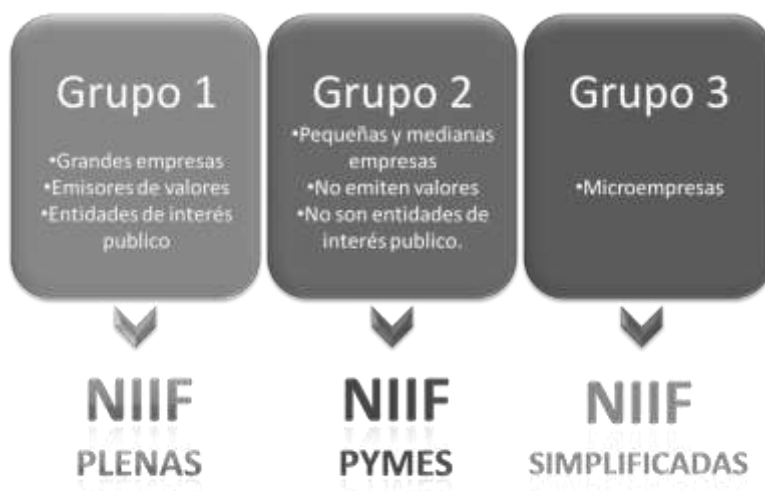 Grupo 1
•Grandes empresas
•Emisores de valores
•Entidades de interés
publico
Grupo 2
•Pequeñas y medianas
empresas
•No emiten valores
•No son entidades de
interés publico.
Grupo 3
•Microempresas
NIIF
PLENAS
NIIF
PYMES
NIIF
SIMPLIFICADAS